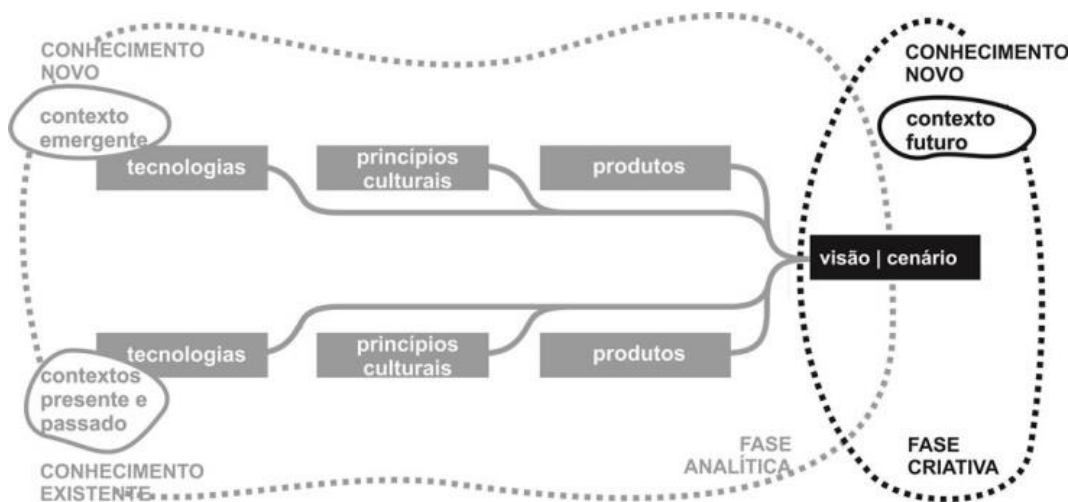 CONHECIMENTO
NOVO
contexto
emergente
tecnologias
princípios
culturais
produtos
CONHECIMENTO
NOVO
contexto
futuro
visão | cenário
tecnologias
princípios
culturais
produtos
contextos
presente e
passado
CONHECIMENTO
EXISTENTE
FASE
ANALÍTICA
FASE
CRIATIVA